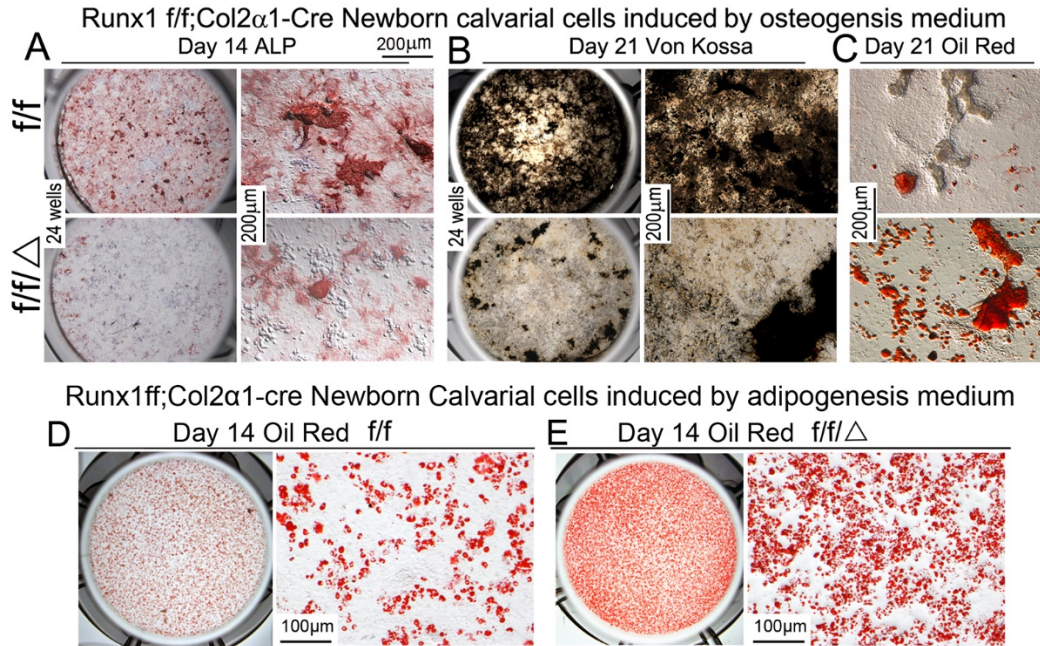 Runx1 f/f;Col2α1-Cre Newborn calvarial cells induced by osteogensis medium
A Day 14 ALP 200μm B Day 21 Von Kossa C Day 21 Oil Red
f/f
24 wells
200μm
24 wells
200μm
200μm
f/f/△
Runx1ff;Col2α1-cre Newborn Calvarial cells induced by adipogenesis medium
D Day 14 Oil Red f/f E Day 14 Oil Red f/f/△
100μm 100μm